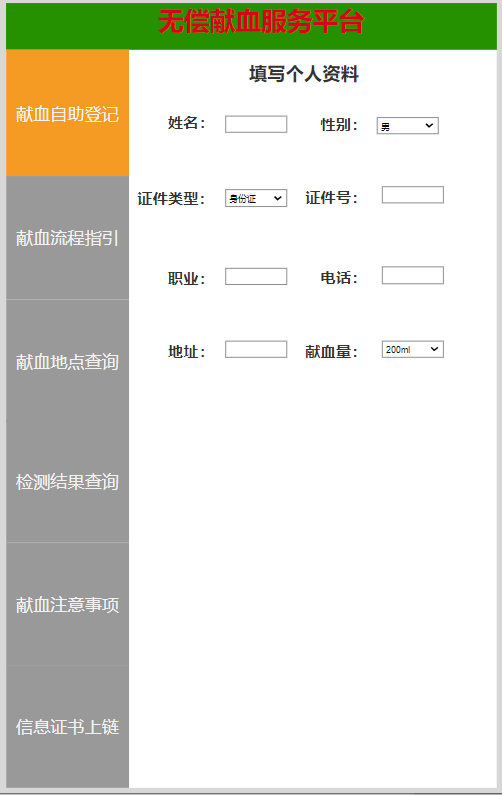 无偿献血服务平台
献血自助登记
献血流程指引
献血地点查询
检测结果查询
献血注意事项
信息证书上链
填写个人资料
姓名： 性别： 男
证件类型： 身份证 证件号：
职业： 电话：
地址： 献血量： 200ml